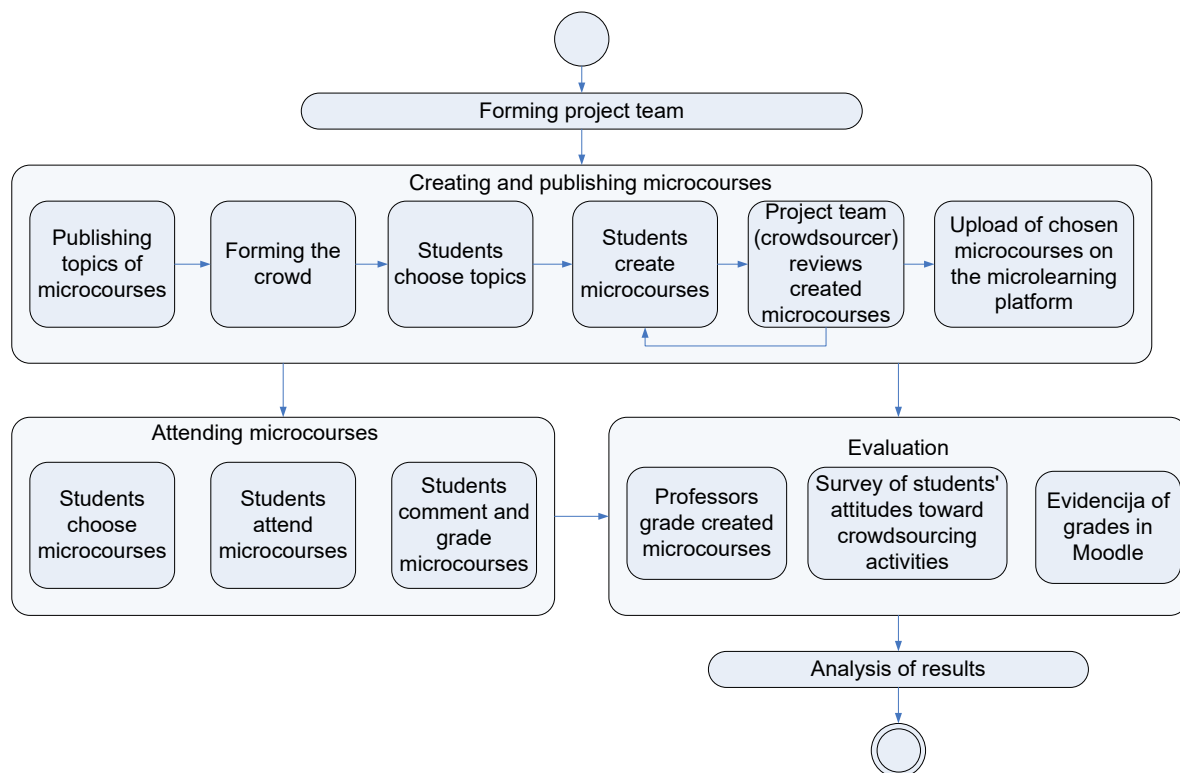 Forming project team
Creating and publishing microcourses
Publishing
topics of
microcourses
Forming the
crowd
Students
choose topics
Students
create
microcourses
Project team
(crowdsourcer)
reviews
created
microcourses
Upload of chosen
microcourses on
the microlearning
platform
Attending microcourses
Students
choose
microcourses
Students
attend
microcourses
Students
comment and
grade
microcourses
Evaluation
Professors
grade created
microcourses
Survey of students'
attitudes toward
crowdsourcing
activities
Evidencija of
grades in
Moodle
Analysis of results